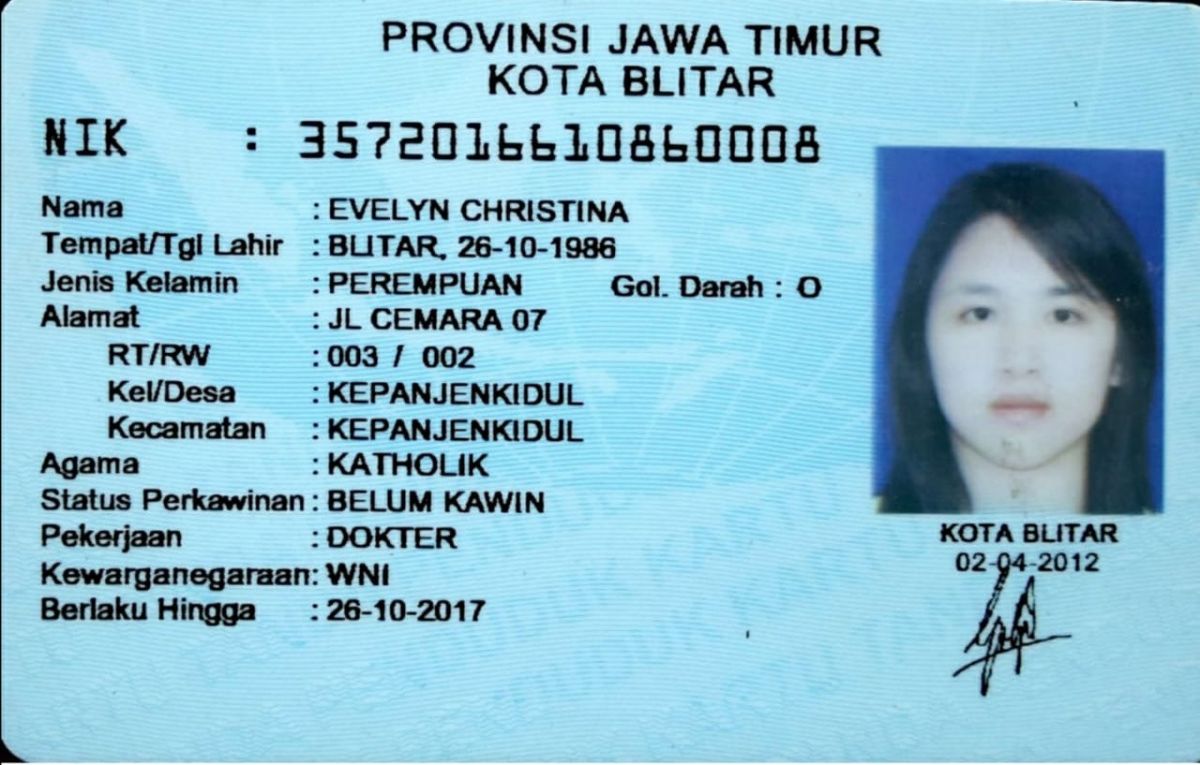 PROVINSI JAWA TIMUR
KOTA BLITAR
NIK : 3572016610860008
Nama : EVELYN CHRISTINA
Tempat/Tgl Lahir : BLITAR, 26-10-1986
Jenis Kelamin : PEREMPUAN Gol. Darah : O
Alamat : JL CEMARA 07
RT/RW : 003 / 002
Kel/Desa : KEPANJENKIDUL
Kecamatan : KEPANJENKIDUL
Agama : KATHOLIK
Status Perkawinan : BELUM KAWIN
Pekerjaan : DOKTER
Kewarganegaraan : WNI
Berlaku Hingga : 26-10-2017
KOTA BLITAR
02-04-2012